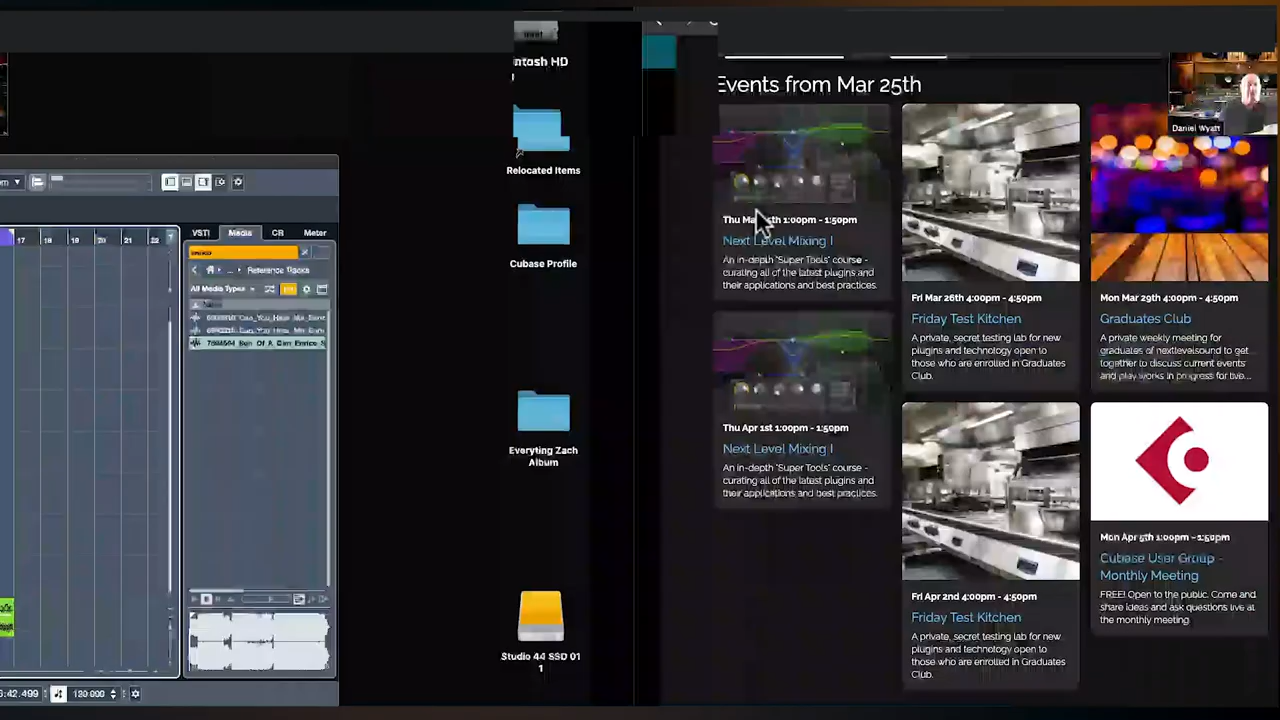 VSTi Media CR Meter
Reference Tracks
All Media Types
17 18 19 20 21 22
120.000
intosh HD
Relocated Items
Cubase Profile
Everyting Zach
Album
Studio 44 SSD 01
1
Events from Mar 25th
Daniel Wyatt
1:00pm - 1:50pm
Next Level Mixing I
An in-depth "Super Tools" course -
curating all of the latest plugins and
their applications and best practices.
Thu Apr 1st 1:00pm - 1:50pm
Next Level Mixing I
An in-depth "Super Tools" course -
curating all of the latest plugins and
their applications and best practices.
Fri Mar 26th 4:00pm - 4:50pm
Friday Test Kitchen
A private, secret testing lab for new
plugins and technology open to
those who are enrolled in Graduates
Club.
Fri Apr 2nd 4:00pm - 4:50pm
Friday Test Kitchen
A private, secret testing lab for new
plugins and technology open to
those who are enrolled in Graduates
Club.
Mon Mar 29th 4:00pm - 4:50pm
Graduates Club
A private weekly meeting for
graduates of nextlevelsound to get
together to discuss current events
and play works in progress for live...
Mon Apr 5th 1:00pm - 1:50pm
Cubase User Group -
Monthly Meeting
FREE! Open to the public. Come and
share ideas and ask questions live at
the monthly meeting